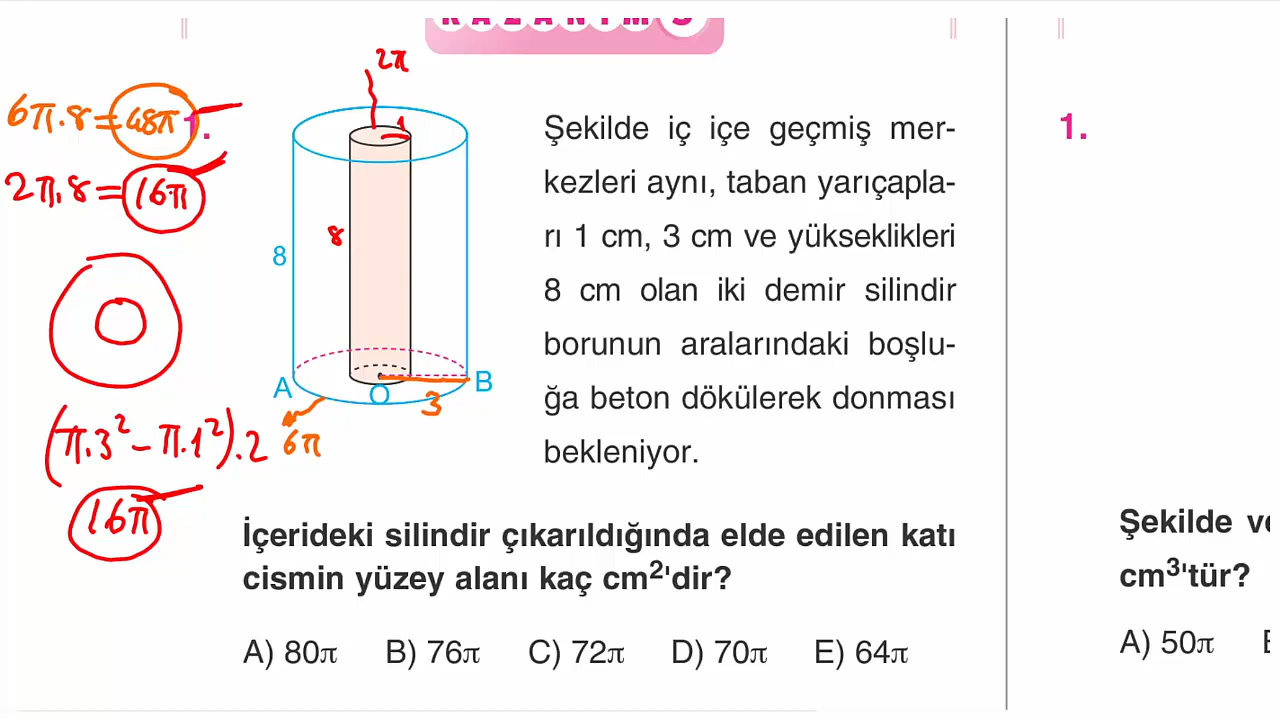 KAZANIM 3
2π
6π.8=48π
1.
2π.8=16π
1
8
8
A
O
B
3
6π
(π.3²-π.1²).2
16π
Şekilde iç içe geçmiş mer-
kezleri aynı, taban yarıçapla-
rı 1 cm, 3 cm ve yükseklikleri
8 cm olan iki demir silindir
borunun aralarındaki boşlu-
ğa beton dökülerek donması
bekleniyor.
İçerideki silindir çıkarıldığında elde edilen katı
cismin yüzey alanı kaç cm²'dir?
A) 80π B) 76π C) 72π D) 70π E) 64π
1.
Şekilde ve
cm³'tür?
A) 50π